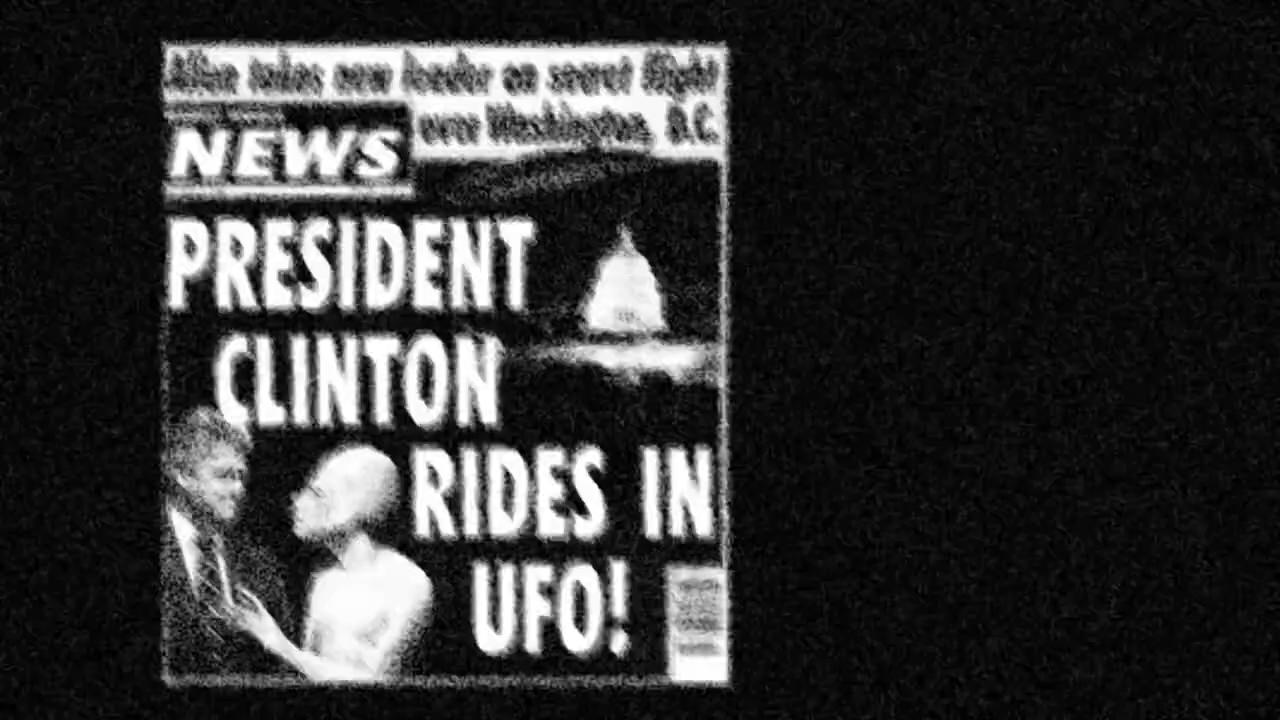 Alien takes new leader on secret flight
over Washington, D.C.
NEWS
PRESIDENT
CLINTON
RIDES IN
UFO!